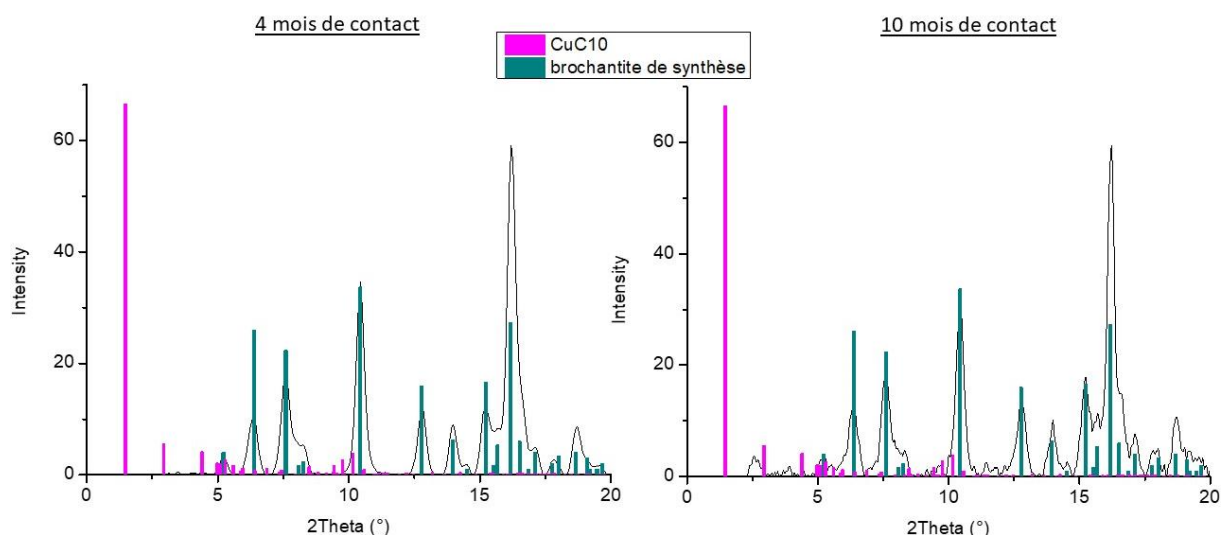 4 mois de contact
10 mois de contact
CuC10
brochantite de synthèse
60
40
20
0
Intensity
0
5
10
15
20
2Theta (°)
60
40
20
0
Intensity
0
5
10
15
20
2Theta (°)